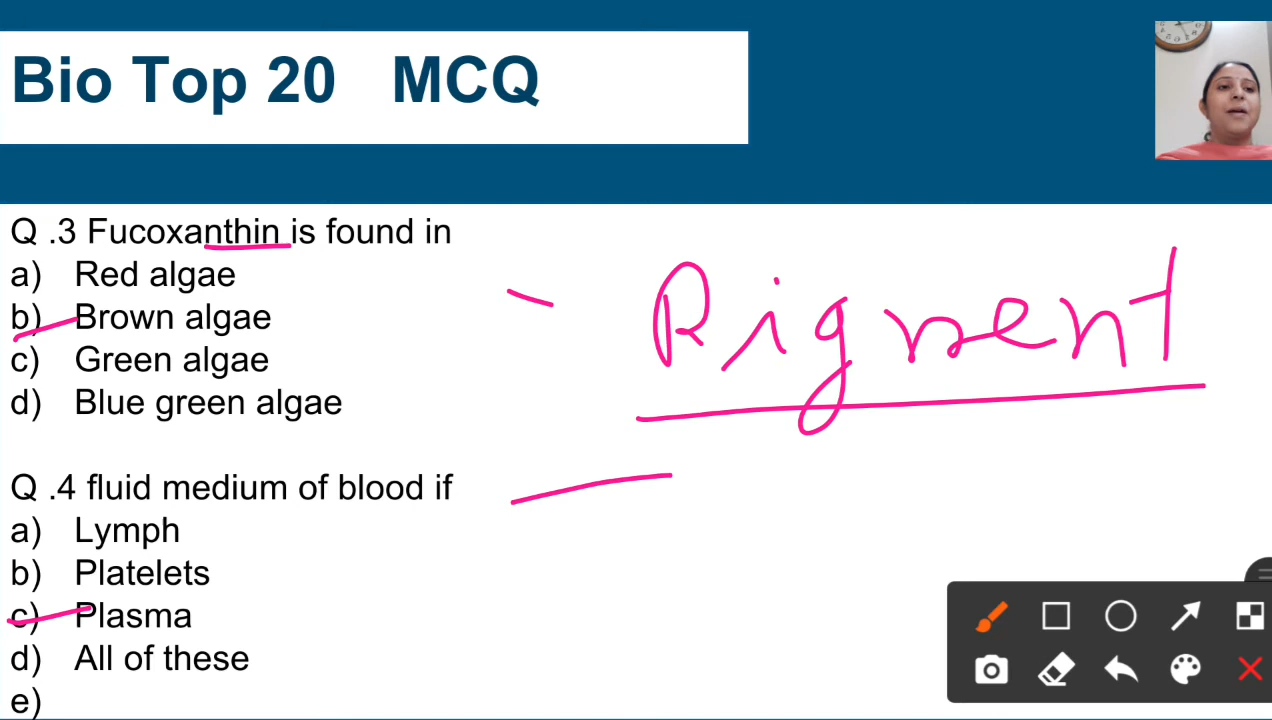 Bio Top 20 MCQ
Q .3 Fucoxanthin is found in
a) Red algae
b) Brown algae
c) Green algae
d) Blue green algae
Pigment
Q .4 fluid medium of blood if
a) Lymph
b) Platelets
c) Plasma
d) All of these
e)